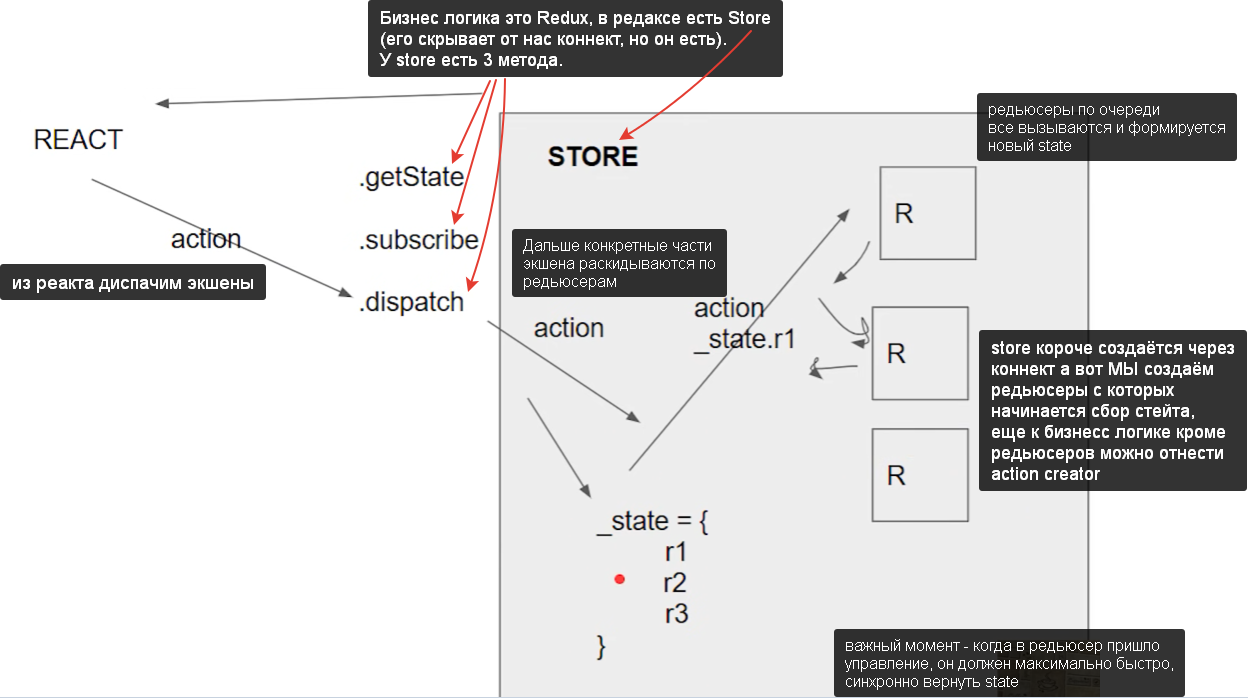 Бизнес логика это Redux, в редаксе есть Store
(его скрывает от нас коннект, но он есть).
У store есть 3 метода.
REACT
action
из реакта диспачим экшены
.getState
.subscribe
.dispatch
STORE
редьюсеры по очереди
все вызываются и формируется
новый state
Дальше конкретные части
экшена раскидываются по
редьюсерам
action
action
_state.r1
R
R
R
store короче создаётся через
коннект а вот МЫ создаём
редьюсеры с которых
начинается сбор стейта,
еще к бизнесс логике кроме
редьюсеров можно отнести
action creator
_state = {
r1
r2
r3
}
важный момент - когда в редьюсер пришло
управление, он должен максимально быстро,
синхронно вернуть state